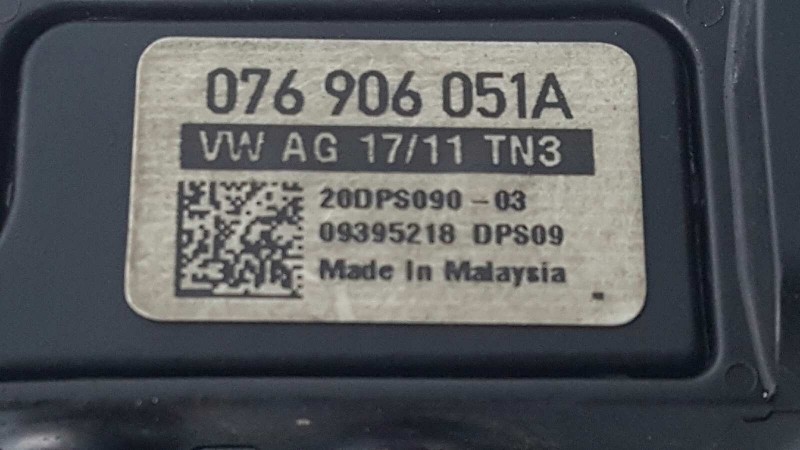 076 906 051A
VW AG 17/11 TN3
20DPS090-03
09395218 DPS09
Made In Malaysia